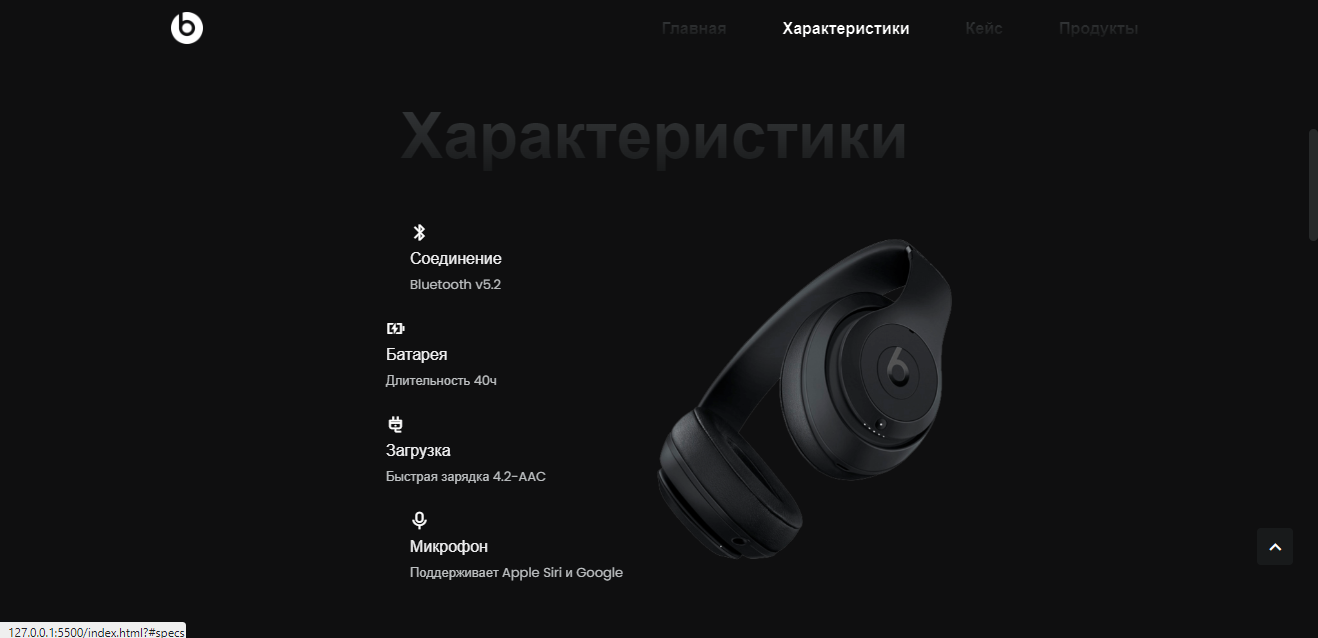 Главная Характеристики Кейс Продукты
Характеристики
Соединение
Bluetooth v5.2
Батарея
Длительность 40ч
Загрузка
Быстрая зарядка 4.2-AAC
Микрофон
Поддерживает Apple Siri и Google
127.0.0.1:5500/index.html?#specs